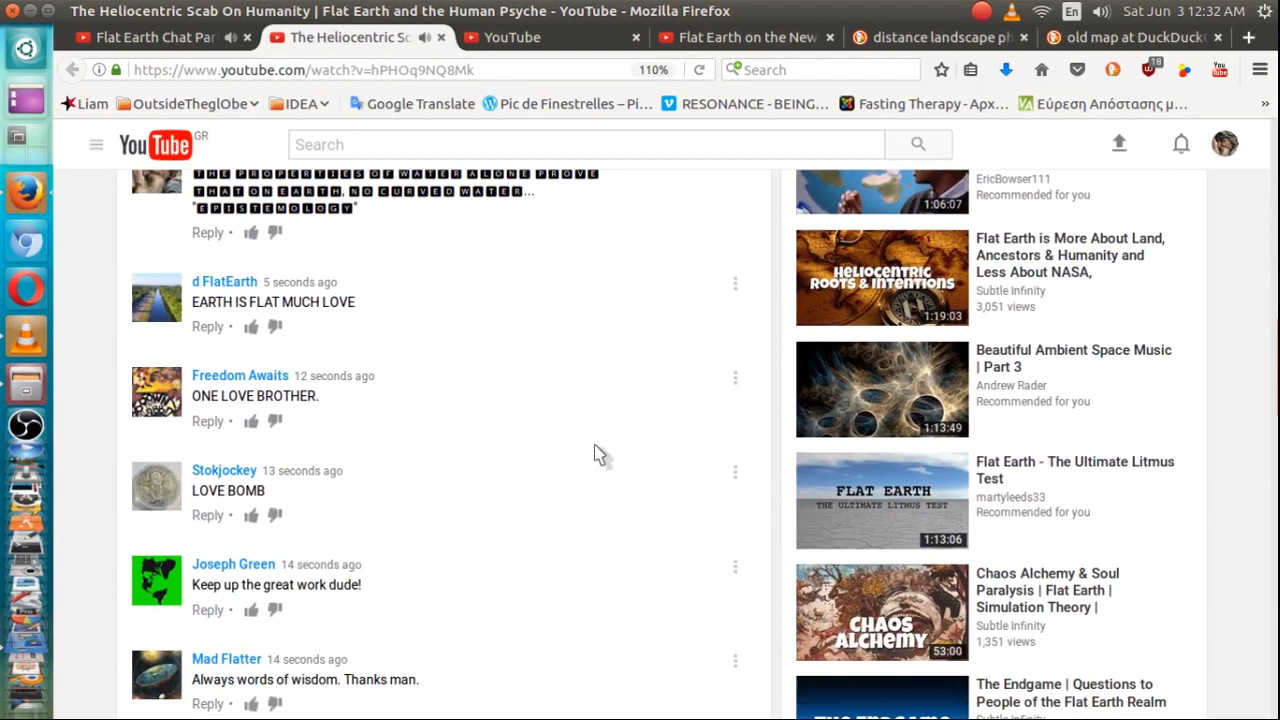 The Heliocentric Scab On Humanity | Flat Earth and the Human Psyche - YouTube - Mozilla Firefox
En
Sat Jun 3 12:32 AM
Flat Earth Chat Par
The Heliocentric Sc
YouTube
Flat Earth on the New
distance landscape ph
old map at DuckDuck
https://www.youtube.com/watch?v=hPHOq9NQ8Mk
110%
Search
18
You
Tube
Liam
OutsideTheglObe
IDEA
Google Translate
Pic de Finestrelles – Pi...
RESONANCE - BEING...
Fasting Therapy - Apx...
Εύρεση Απόστασης μ...
»
YouTube GR
Search
THE PROPERTIES OF WATER ALONE PROVE
THAT ON EARTH, NO CURVED WATER...
"EPISTEMOLOGY"
Reply •
d FlatEarth 5 seconds ago
EARTH IS FLAT MUCH LOVE
Reply •
Freedom Awaits 12 seconds ago
ONE LOVE BROTHER.
Reply •
Stokjockey 13 seconds ago
LOVE BOMB
Reply •
Joseph Green 14 seconds ago
Keep up the great work dude!
Reply •
Mad Flatter 14 seconds ago
Always words of wisdom. Thanks man.
Reply •
1:06:07
EricBowser111
Recommended for you
HELIOCENTRIC
ROOTS & INTENTIONS
1:19:03
Flat Earth is More About Land,
Ancestors & Humanity and
Less About NASA,
Subtle Infinity
3,051 views
1:13:49
Beautiful Ambient Space Music
| Part 3
Andrew Rader
Recommended for you
FLAT EARTH
THE ULTIMATE LITMUS TEST
1:13:06
Flat Earth - The Ultimate Litmus
Test
martyleeds33
Recommended for you
CHAOS
ALCHEMY
53:00
Chaos Alchemy & Soul
Paralysis | Flat Earth |
Simulation Theory |
Subtle Infinity
1,351 views
THE ENDGAME
The Endgame | Questions to
People of the Flat Earth Realm
Subtle Infinity